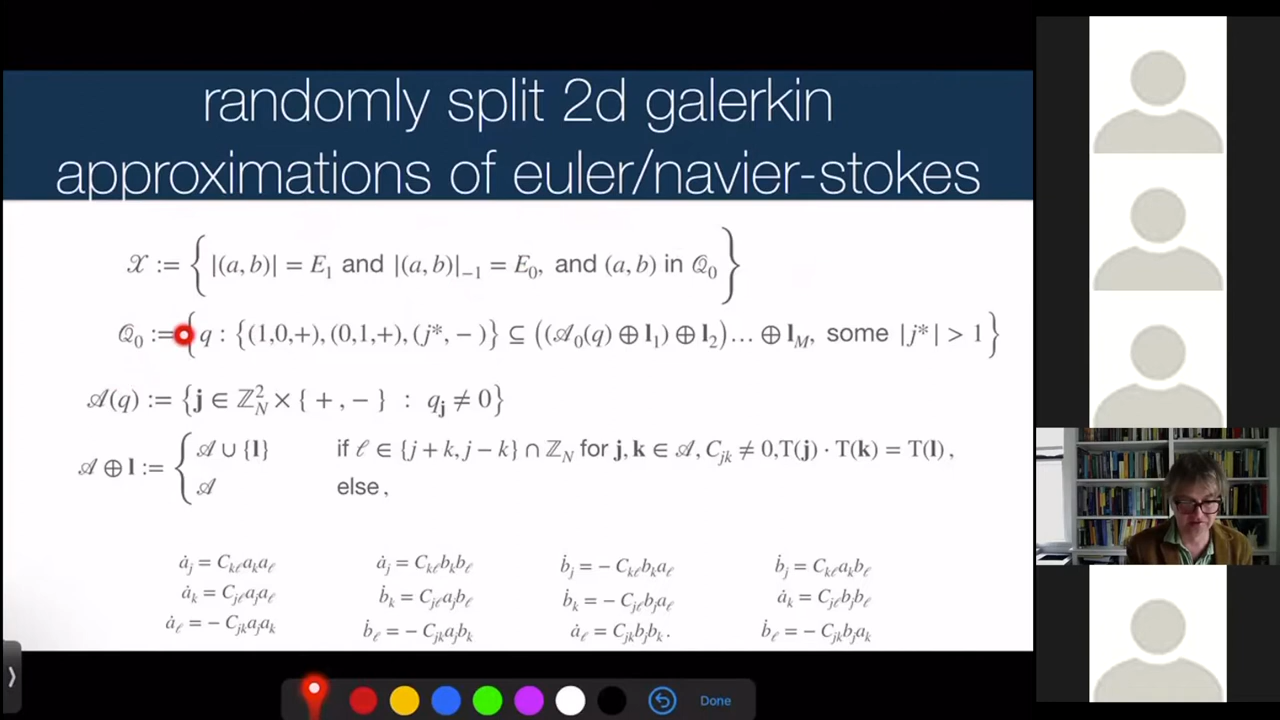 randomly split 2d galerkin
approximations of euler/navier-stokes
𝒳 := { |(a, b)| = E₁ and |(a, b)|₋₁ = E₀, and (a, b) in 𝒬₀ }
𝒬₀ := { q : {(1,0,+), (0,1,+), (j*, − )} ⊆ ((𝒜₀(q) ⊕ 𝐥₁) ⊕ 𝐥₂)… ⊕ 𝐥_M, some |j*| > 1 }
𝒜(q) := {𝐣 ∈ ℤ²_N × { + , − } : q_𝐣 ≠ 0}
𝒜 ⊕ 𝐥 := { 𝒜 ∪ {𝐥} if ℓ ∈ {j + k, j − k} ∩ ℤ_N for 𝐣, 𝐤 ∈ 𝒜, C_jk ≠ 0,T(𝐣) · T(𝐤) = T(𝐥) ,
𝒜 else ,
ȧ_j = C_kℓ a_k a_ℓ ȧ_j = C_kℓ b_k b_ℓ ḃ_j = − C_kℓ b_k a_ℓ ḃ_j = C_kℓ a_k b_ℓ
ȧ_k = C_jℓ a_j a_ℓ ḃ_k = C_jℓ a_j b_ℓ ḃ_k = − C_jℓ b_j a_ℓ ȧ_k = C_jℓ b_j b_ℓ
ȧ_ℓ = − C_jk a_j a_k ḃ_ℓ = − C_jk a_j b_k ȧ_ℓ = C_jk b_j b_k . ḃ_ℓ = − C_jk b_j a_k
Done